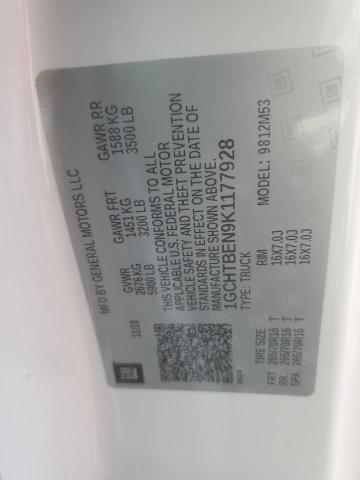 MFD BY GENERAL MOTORS LLC
11/18
GVWR
2676 KG
5900 LB
GAWR FRT
1451 KG
3200 LB
GAWR RR
1588 KG
3500 LB
THIS VEHICLE CONFORMS TO ALL
APPLICABLE U.S. FEDERAL MOTOR
VEHICLE SAFETY AND THEFT PREVENTION
STANDARDS IN EFFECT ON THE DATE OF
MANUFACTURE SHOWN ABOVE.
1GCHTBEN9K1177928
TYPE: TRUCK
MODEL: 9812M53
TIRE SIZE RIM
FRT 265/70R16 T 16X7.0J
RR. 265/70R16 T 16X7.0J
SPA 265/70R16 T 16X7.0J
GM